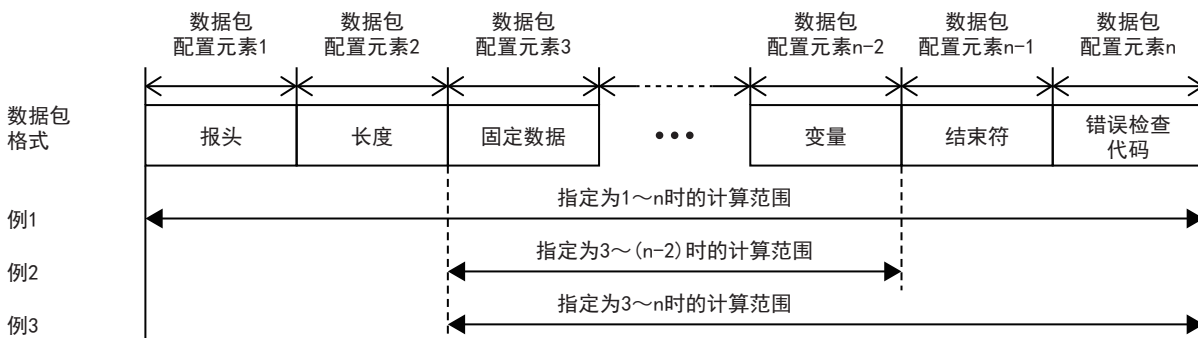 数据包
配置元素1
数据包
配置元素2
数据包
配置元素3
数据包
配置元素n-2
数据包
配置元素n-1
数据包
配置元素n
数据包
格式
报头
长度
固定数据
•••
变量
结束符
错误检查
代码
例1
指定为1～n时的计算范围
例2
指定为3～(n-2)时的计算范围
例3
指定为3～n时的计算范围